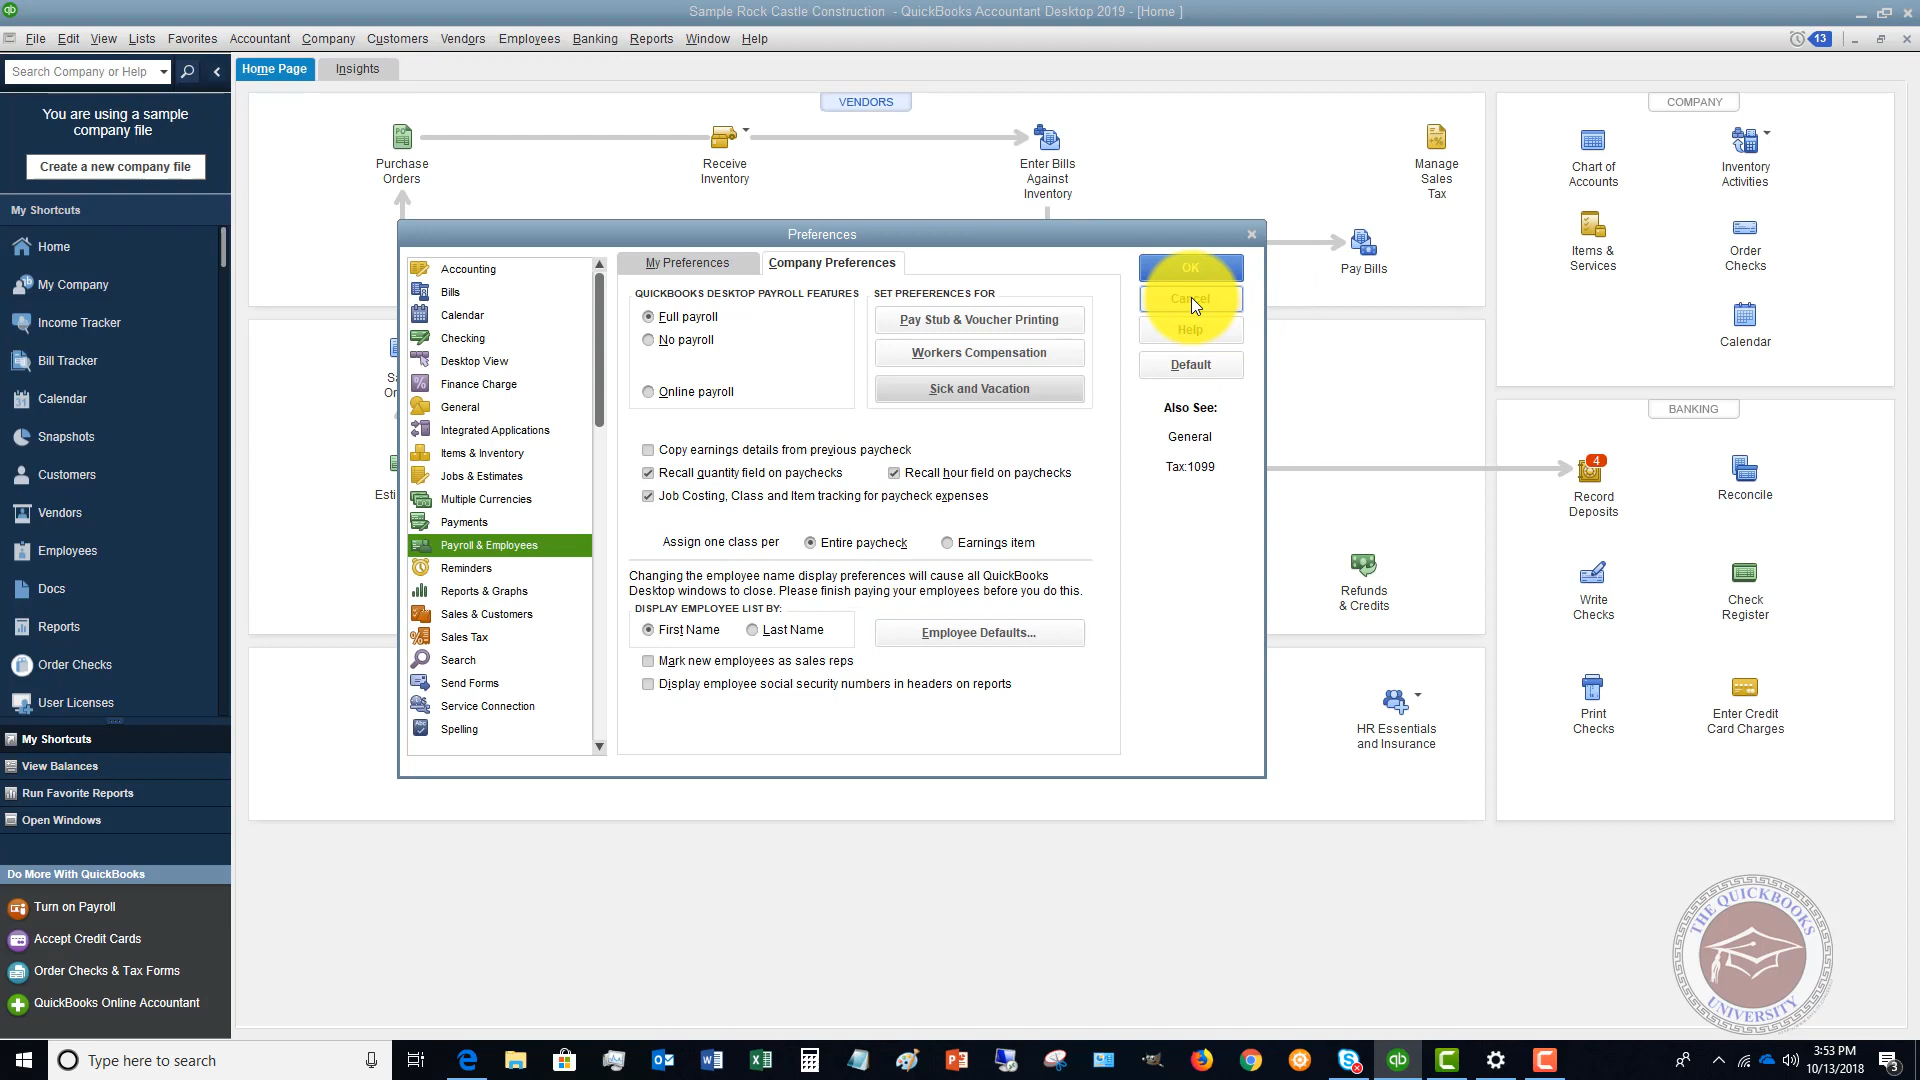 Sample Rock Castle Construction - QuickBooks Accountant Desktop 2019 - [Home ]
File Edit View Lists Favorites Accountant Company Customers Vendors Employees Banking Reports Window Help
13
Search Company or Help
Home Page
Insights
You are using a sample
company file
Create a new company file
My Shortcuts
Home
My Company
Income Tracker
Bill Tracker
Calendar
Snapshots
Customers
Vendors
Employees
Docs
Reports
Order Checks
User Licenses
My Shortcuts
View Balances
Run Favorite Reports
Open Windows
Do More With QuickBooks
Turn on Payroll
Accept Credit Cards
Order Checks & Tax Forms
QuickBooks Online Accountant
VENDORS
Purchase
Orders
Receive
Inventory
Enter Bills
Against
Inventory
Manage
Sales
Tax
Pay Bills
Preferences
Accounting
Bills
Calendar
Checking
Desktop View
Finance Charge
General
Integrated Applications
Items & Inventory
Jobs & Estimates
Multiple Currencies
Payments
Payroll & Employees
Reminders
Reports & Graphs
Sales & Customers
Sales Tax
Search
Send Forms
Service Connection
Spelling
My Preferences
Company Preferences
QUICKBOOKS DESKTOP PAYROLL FEATURES
Full payroll
No payroll
Online payroll
SET PREFERENCES FOR
Pay Stub & Voucher Printing
Workers Compensation
Sick and Vacation
Copy earnings details from previous paycheck
Recall quantity field on paychecks
Recall hour field on paychecks
Job Costing, Class and Item tracking for paycheck expenses
Assign one class per
Entire paycheck
Earnings item
Changing the employee name display preferences will cause all QuickBooks
Desktop windows to close. Please finish paying your employees before you do this.
DISPLAY EMPLOYEE LIST BY:
First Name
Last Name
Employee Defaults...
Mark new employees as sales reps
Display employee social security numbers in headers on reports
OK
Cancel
Help
Default
Also See:
General
Tax:1099
Refunds
& Credits
HR Essentials
and Insurance
COMPANY
Chart of
Accounts
Inventory
Activities
Items &
Services
Order
Checks
Calendar
BANKING
4
Record
Deposits
Reconcile
Write
Checks
Check
Register
Print
Checks
Enter Credit
Card Charges
THE QUICKBOOKS
UNIVERSITY
Type here to search
3:53 PM
10/13/2018
3